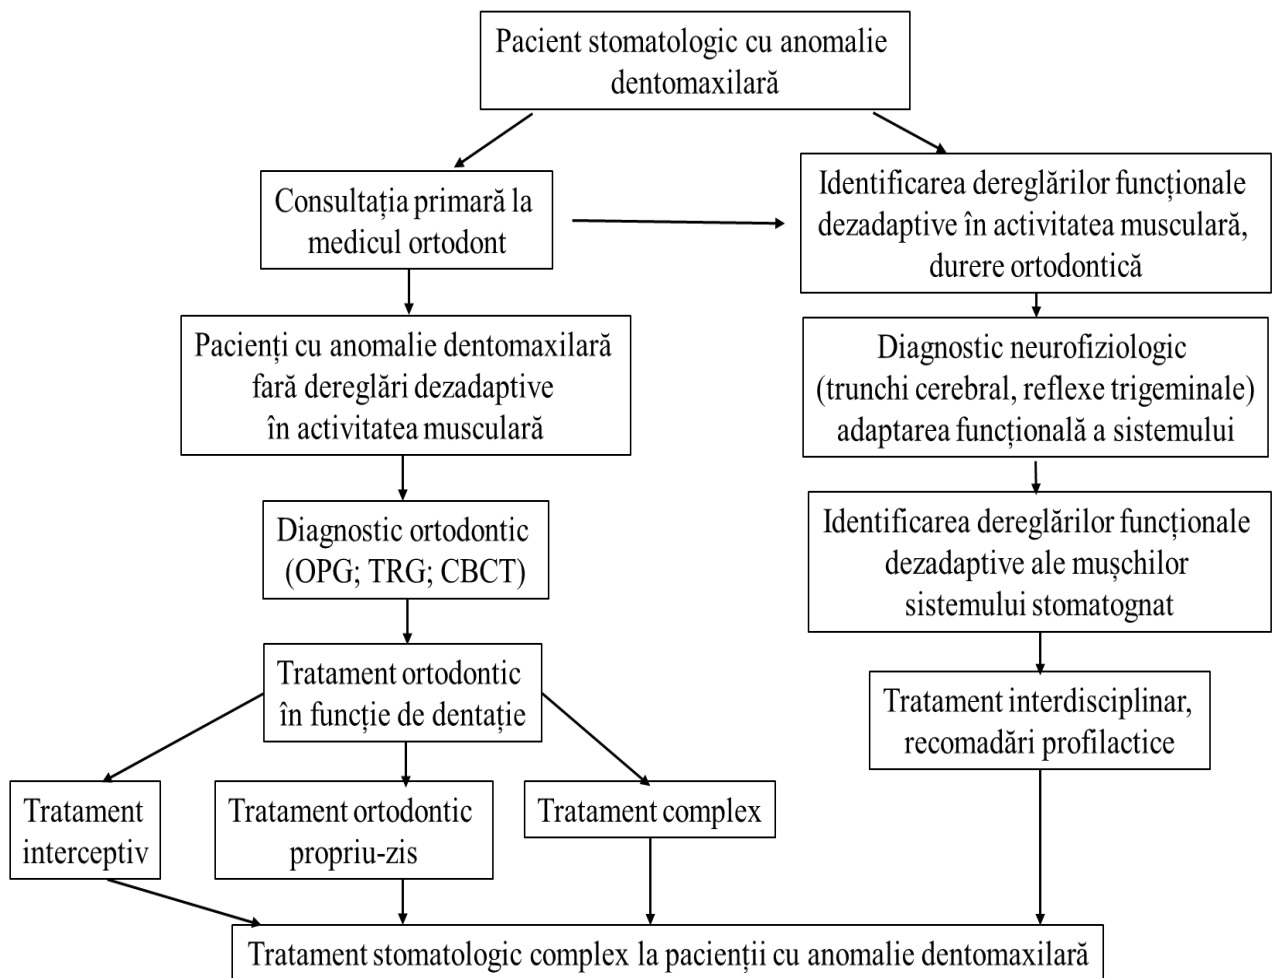 Pacient stomatologic cu anomalie
dentomaxilară
Consultația primară la
medicul ortodont
Identificarea dereglărilor funcționale
dezadaptive în activitatea musculară,
durere ortodontică
Pacienți cu anomalie dentomaxilară
fară dereglări dezadaptive
în activitatea musculară
Diagnostic neurofiziologic
(trunchi cerebral, reflexe trigeminale)
adaptarea funcțională a sistemului
Diagnostic ortodontic
(OPG; TRG; CBCT)
Identificarea dereglărilor funcționale
dezadaptive ale mușchilor
sistemului stomatognat
Tratament ortodontic
în funcție de dentație
Tratament interdisciplinar,
recomadări profilactice
Tratament
interceptiv
Tratament ortodontic
propriu-zis
Tratament complex
Tratament stomatologic complex la pacienții cu anomalie dentomaxilară